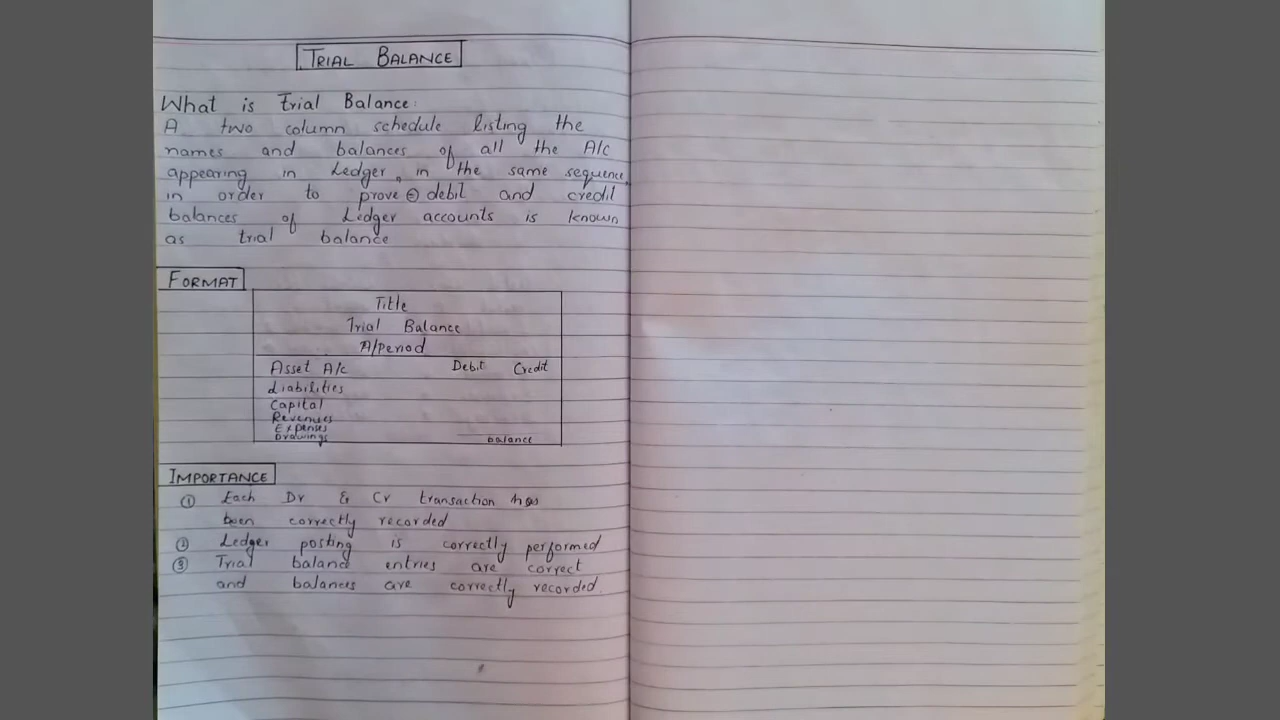 TRIAL BALANCE
What is Trial Balance:
A two column schedule listing the
names and balances of all the A/c
appearing in Ledger, in the same sequence,
in order to prove (=) debit and credit
balances of Ledger accounts is known
as trial balance
FORMAT
Title
Trial Balance
A/Period
Asset A/c Debit Credit
Liabilities
Capital
Revenues
Expenses
Drawings balance
IMPORTANCE
① Each Dr & Cr transaction has
been correctly recorded
② Ledger posting is correctly performed
③ Trial balance entries are correct
and balances are correctly recorded.